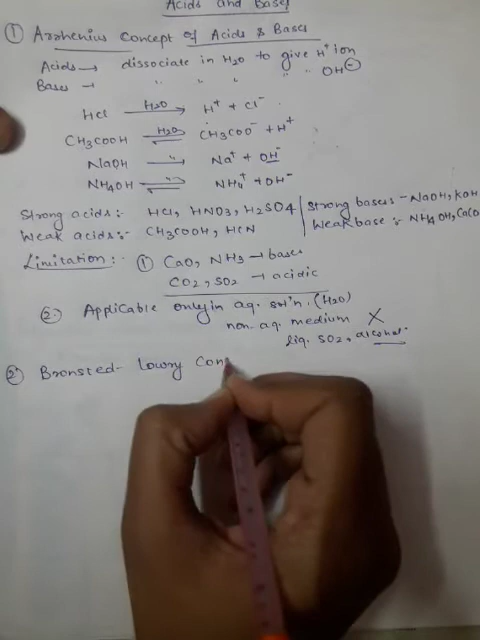 Acids and Bases
① Arrhenius Concept of Acids & Bases
Acids → dissociate in H2O to give H+ ion
Bases → " " " " OH⊖
HCl H2O → H+ + Cl-
CH3COOH H2O ⇌ CH3COO- + H+
NaOH " → Na+ + OH-
NH4OH " ⇌ NH4+ + OH-
Strong acids:- HCl, HNO3, H2SO4 | Strong bases - NaOH, KOH
Weak acids:- CH3COOH, HCN | Weak base:- NH4OH, CaCO
Limitation:- ① CaO, NH3 → bases
CO2, SO2 → acidic
② Applicable only in aq. sol'n. (H2O)
non. aq. medium X
liq. SO2, alcohol.
② Bronsted- Lowry Con